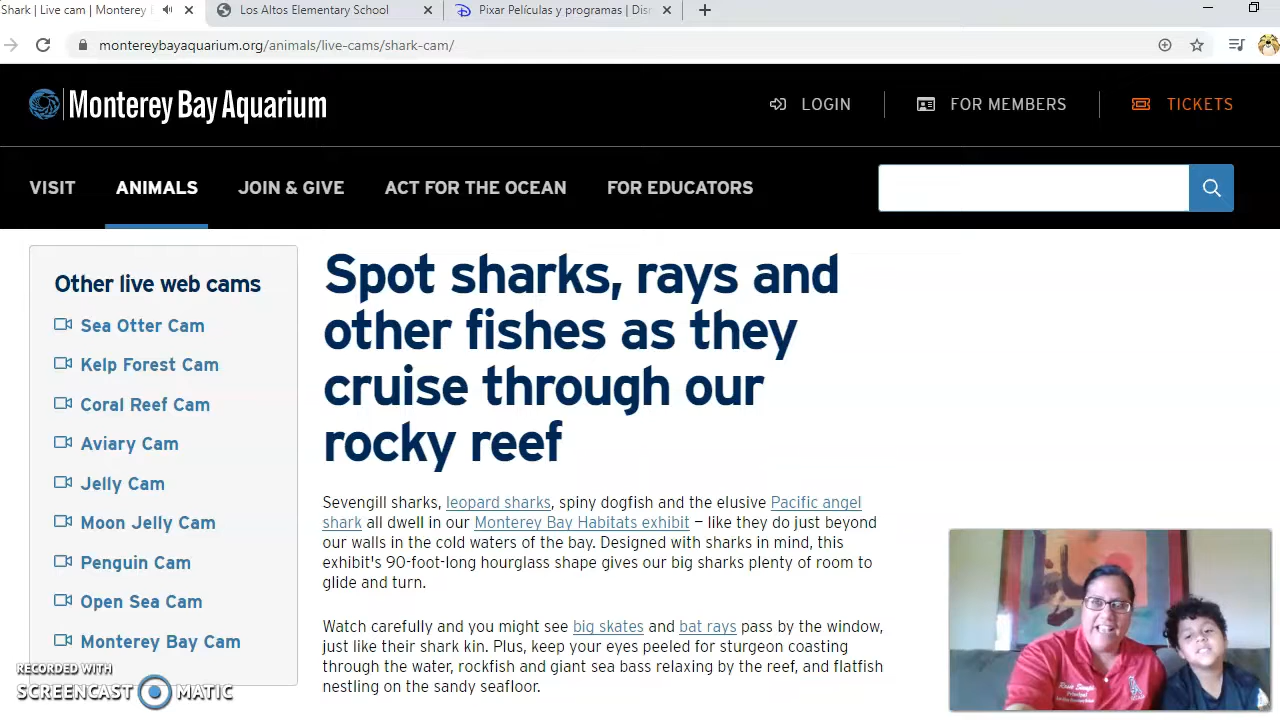 Shark | Live cam | Monterey
Los Altos Elementary School
Pixar Películas y programas | Dis
montereybayaquarium.org/animals/live-cams/shark-cam/
Monterey Bay Aquarium
LOGIN
FOR MEMBERS
TICKETS
VISIT
ANIMALS
JOIN & GIVE
ACT FOR THE OCEAN
FOR EDUCATORS
Other live web cams
Sea Otter Cam
Kelp Forest Cam
Coral Reef Cam
Aviary Cam
Jelly Cam
Moon Jelly Cam
Penguin Cam
Open Sea Cam
Monterey Bay Cam
Spot sharks, rays and
other fishes as they
cruise through our
rocky reef
Sevengill sharks, leopard sharks, spiny dogfish and the elusive Pacific angel
shark all dwell in our Monterey Bay Habitats exhibit – like they do just beyond
our walls in the cold waters of the bay. Designed with sharks in mind, this
exhibit's 90-foot-long hourglass shape gives our big sharks plenty of room to
glide and turn.
Watch carefully and you might see big skates and bat rays pass by the window,
just like their shark kin. Plus, keep your eyes peeled for sturgeon coasting
through the water, rockfish and giant sea bass relaxing by the reef, and flatfish
nestling on the sandy seafloor.
RECORDED WITH
SCREENCAST MATIC
Principal